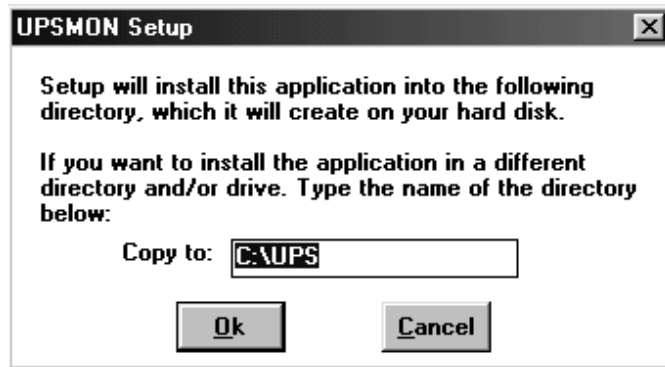 UPSMON Setup
Setup will install this application into the following
directory, which it will create on your hard disk.
If you want to install the application in a different
directory and/or drive. Type the name of the directory
below:
Copy to: C:\UPS
Ok Cancel